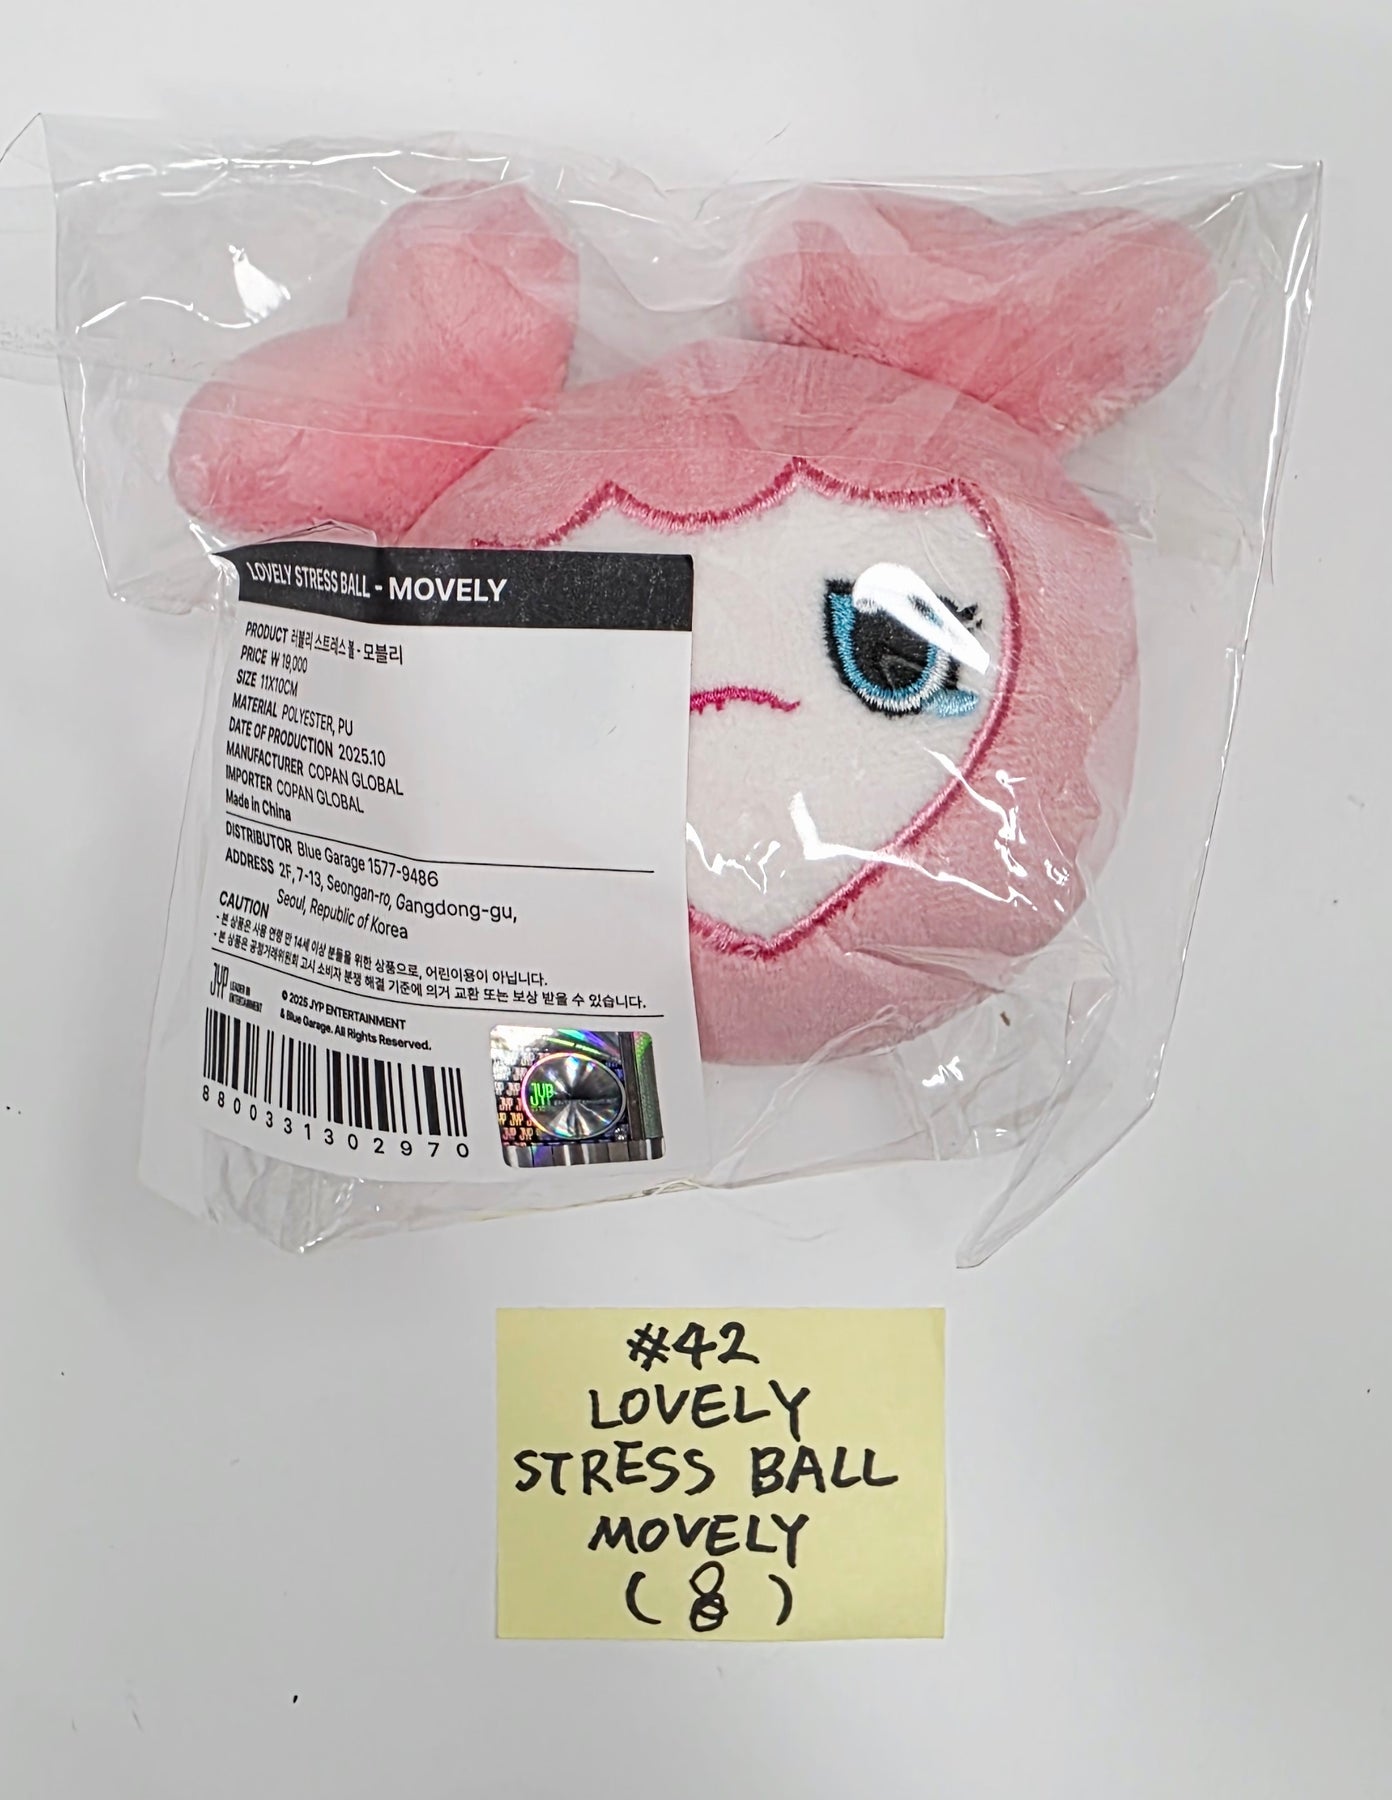 LOVELY STRESS BALL - MOVELY
PRODUCT 러블리 스트레스 볼 - 모블리
PRICE ₩ 19,000
SIZE 11X10CM
MATERIAL POLYESTER, PU
DATE OF PRODUCTION 2025.10
MANUFACTURER COPAN GLOBAL
IMPORTER COPAN GLOBAL
Made in China
DISTRIBUTOR Blue Garage 1577-9486
ADDRESS 2F, 7-13, Seongan-ro, Gangdong-gu,
Seoul, Republic of Korea
CAUTION
- 본 상품은 사용 연령 만 14세 이상 분들을 위한 상품으로, 어린이용이 아닙니다.
- 본 상품은 공정거래위원회 고시 소비자 분쟁 해결 기준에 의거 교환 또는 보상 받을 수 있습니다.
JYP LEADER IN
ENTERTAINMENT
© 2025 JYP ENTERTAINMENT
& Blue Garage. All Rights Reserved.
8800331302970
JYP
#42
LOVELY
STRESS BALL
MOVELY
( 8 )